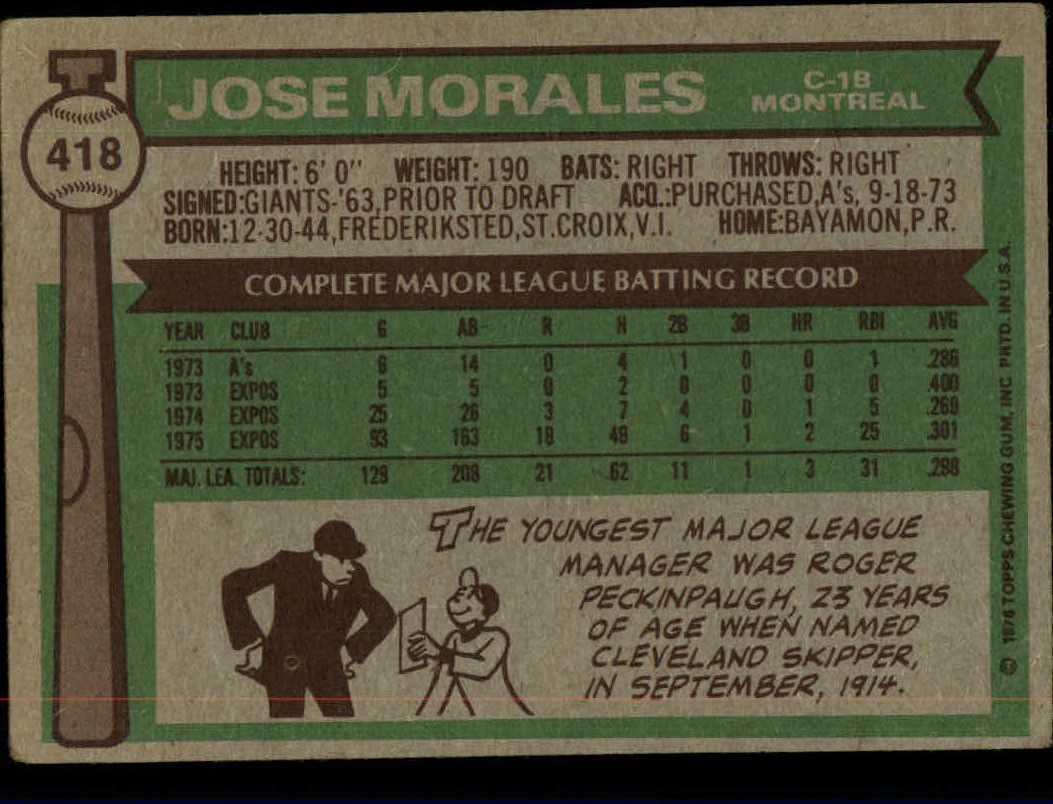 T
418
JOSE MORALES
C-1B
MONTREAL
HEIGHT: 6' 0" WEIGHT: 190 BATS: RIGHT THROWS: RIGHT
SIGNED:GIANTS-'63,PRIOR TO DRAFT ACQ.:PURCHASED,A's, 9-18-73
BORN:12-30-44,FREDERIKSTED,ST.CROIX,V.I. HOME:BAYAMON,P.R.
COMPLETE MAJOR LEAGUE BATTING RECORD
YEAR CLUB G AB R H 2B 3B HR RBI AVG
1973 A's 6 14 0 4 1 0 0 1 .286
1973 EXPOS 5 5 0 2 0 0 0 0 .400
1974 EXPOS 25 26 3 7 4 0 1 5 .269
1975 EXPOS 93 163 18 49 6 1 2 25 .301
MAJ. LEA. TOTALS: 129 208 21 62 11 1 3 31 .298
THE YOUNGEST MAJOR LEAGUE
MANAGER WAS ROGER
PECKINPAUGH, 23 YEARS
OF AGE WHEN NAMED
CLEVELAND SKIPPER,
IN SEPTEMBER, 1914.
© 1976 TOPPS CHEWING GUM, INC PRTD. IN U.S.A.